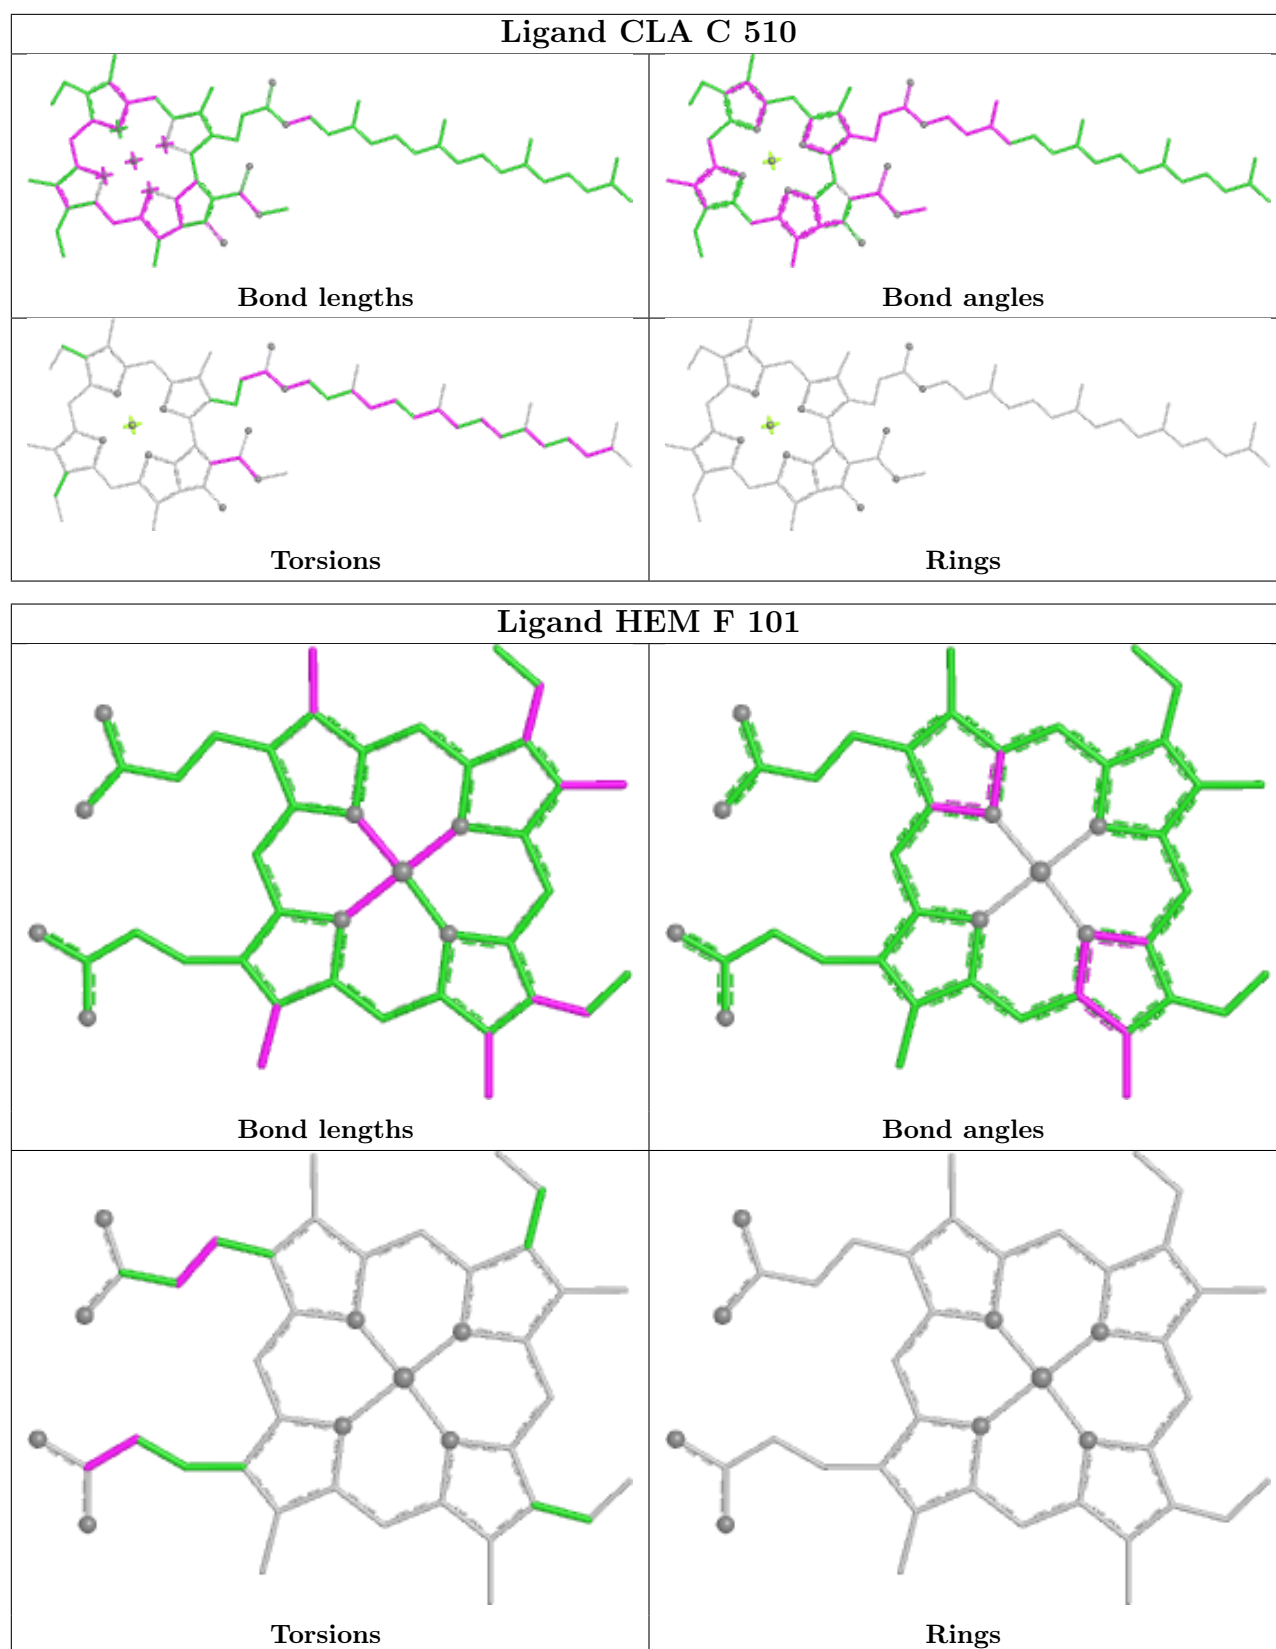 Ligand CLA C 510
Bond lengths
Bond angles
Torsions
Rings
Ligand HEM F 101
Bond lengths
Bond angles
Torsions
Rings